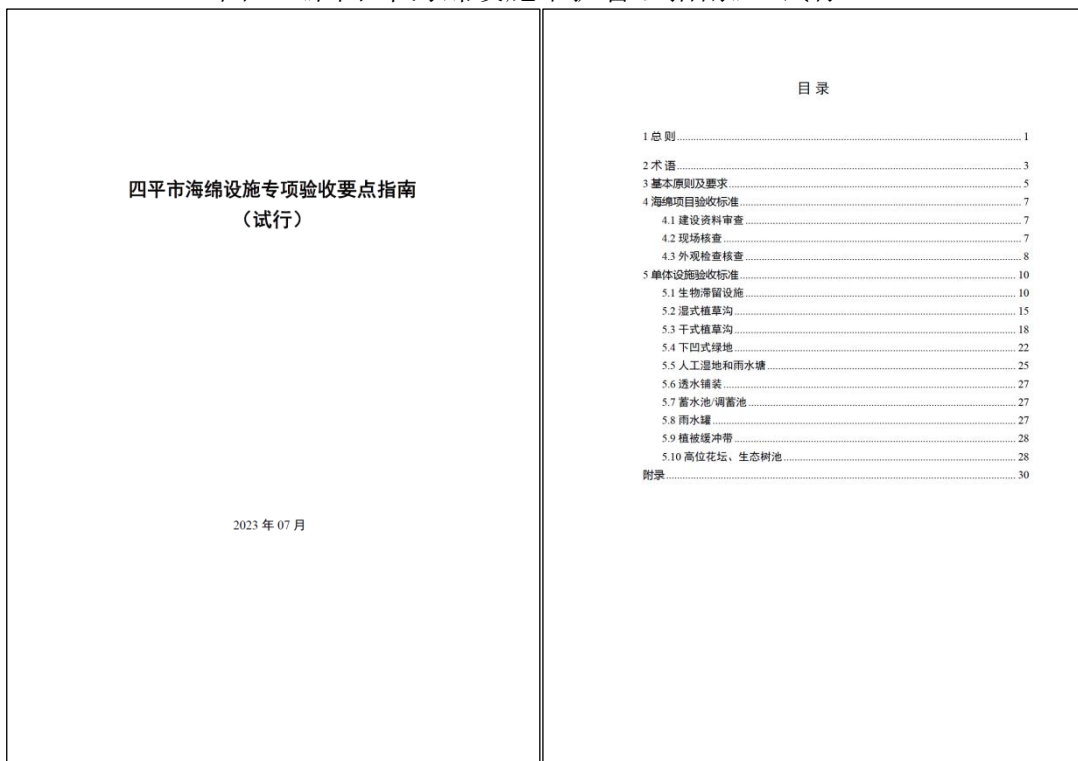 四平市海绵设施专项验收要点指南
（试行）
2023 年 07 月
目 录
1 总 则 1
2 术 语 3
3 基本原则及要求 5
4 海绵项目验收标准 7
4.1 建设资料审查 7
4.2 现场核查 7
4.3 外观检查核查 8
5 单体设施验收标准 10
5.1 生物滞留设施 10
5.2 湿式植草沟 15
5.3 干式植草沟 18
5.4 下凹式绿地 22
5.5 人工湿地和雨水塘 25
5.6 透水铺装 27
5.7 蓄水池/调蓄池 27
5.8 雨水罐 27
5.9 植被缓冲带 28
5.10 高位花坛、生态树池 28
附录 30